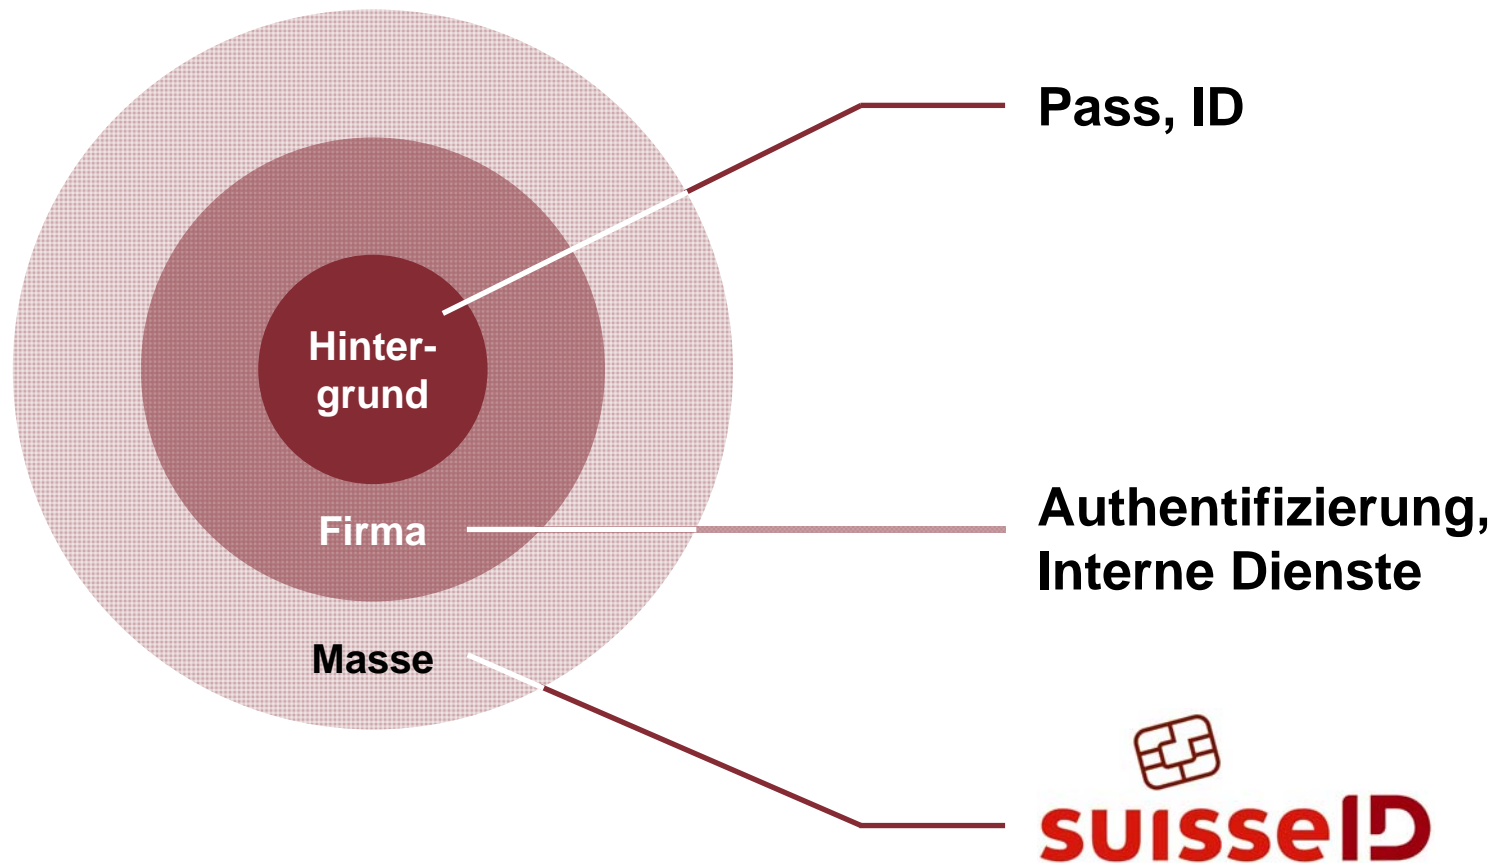 Pass, ID
Hinter-
grund
Authentifizierung,
Interne Dienste
Firma
Masse
suisseID